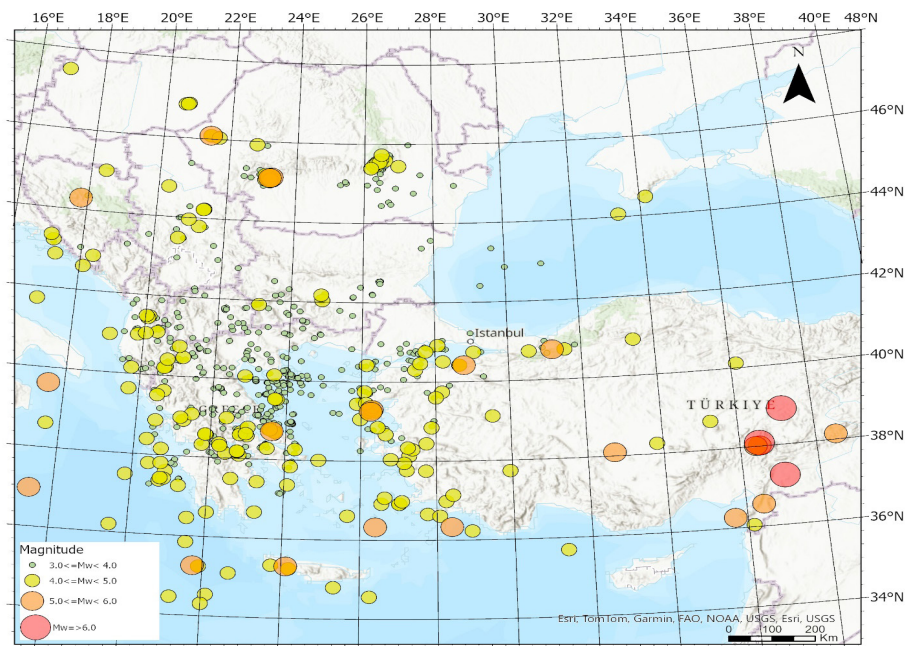 16°E 20°E 22°E 24°E 26°E 28°E 30°E 32°E 34°E 36°E 40°E 48°N
N
46°N
44°N
42°N
Istanbul
40°N
TÜRKIYE
GREECE
38°N
36°N
Magnitude
3.0<=Mw< 4.0
4.0<=Mw< 5.0
5.0<=Mw< 6.0
Mw=>6.0
34°N
Esri, TomTom, Garmin, FAO, NOAA, USGS, Esri, USGS
0 100 200
Km